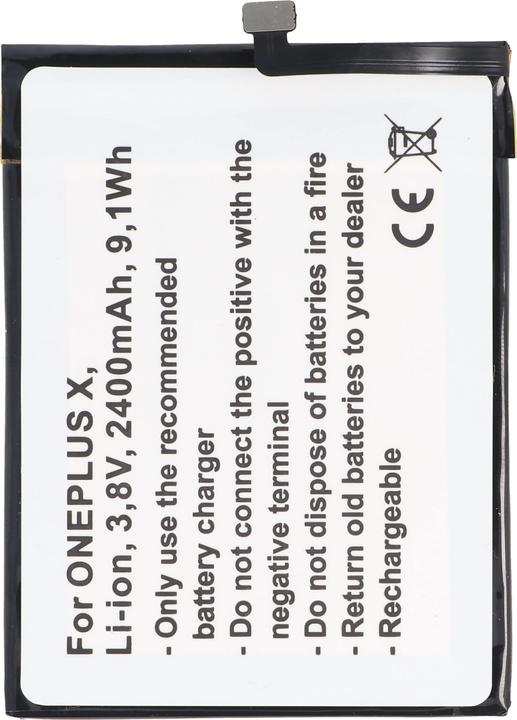 For ONEPLUS X,
Li-ion, 3,8V, 2400mAh, 9,1Wh
- Only use the recommended
battery charger
- Do not connect the positive with the
negative terminal
- Do not dispose of batteries in a fire
- Return old batteries to your dealer
- Rechargeable
CE